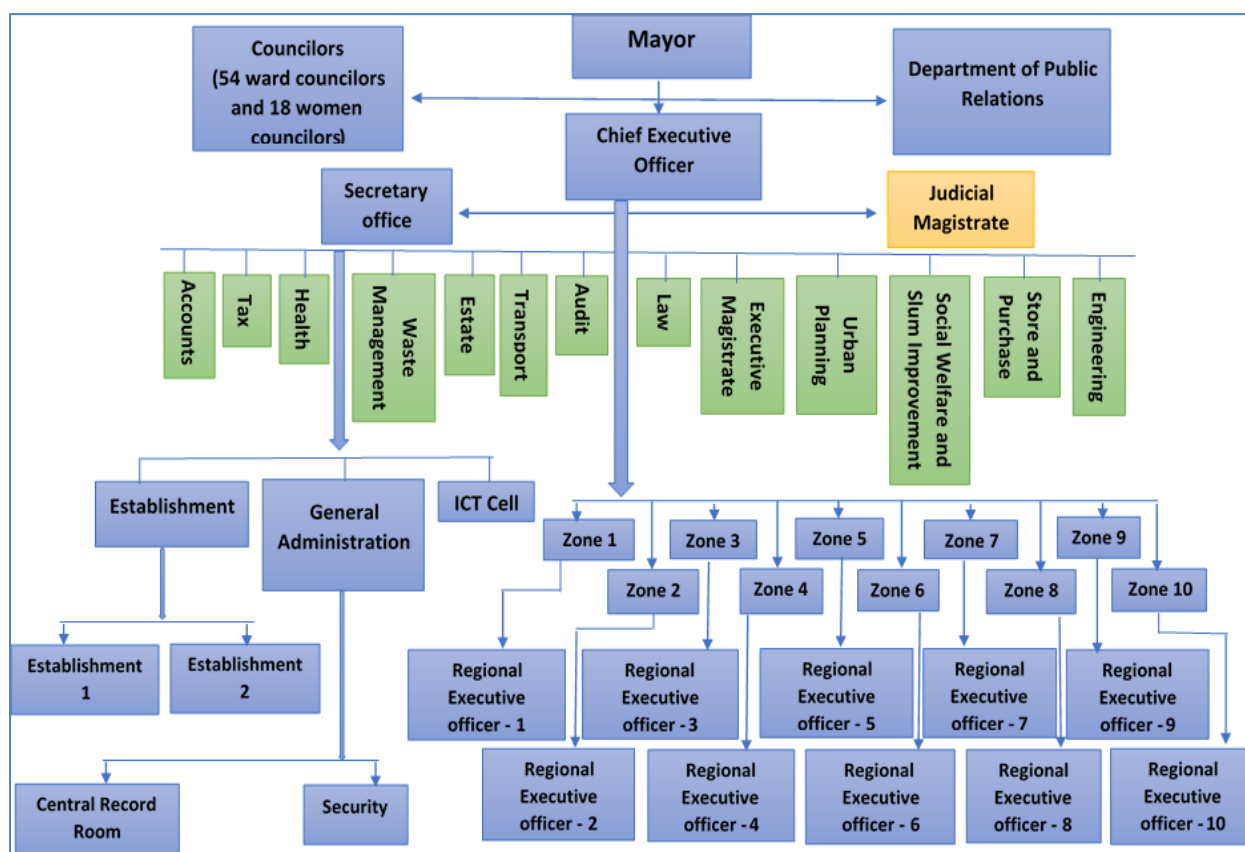 Mayor
Councilors
(54 ward councilors
and 18 women
councilors)
Department of Public
Relations
Chief Executive
Officer
Secretary
office
Judicial
Magistrate
Accounts
Tax
Health
Waste
Management
Estate
Transport
Audit
Law
Executive
Magistrate
Urban
Planning
Social Welfare and
Slum Improvement
Store and
Purchase
Engineering
Establishment
General
Administration
ICT Cell
Zone 1
Zone 3
Zone 5
Zone 7
Zone 9
Zone 2
Zone 4
Zone 6
Zone 8
Zone 10
Establishment
1
Establishment
2
Regional
Executive
officer - 1
Regional
Executive
officer - 3
Regional
Executive
officer - 5
Regional
Executive
officer - 7
Regional
Executive
officer - 9
Central Record
Room
Security
Regional
Executive
officer - 2
Regional
Executive
officer - 4
Regional
Executive
officer - 6
Regional
Executive
officer - 8
Regional
Executive
officer - 10